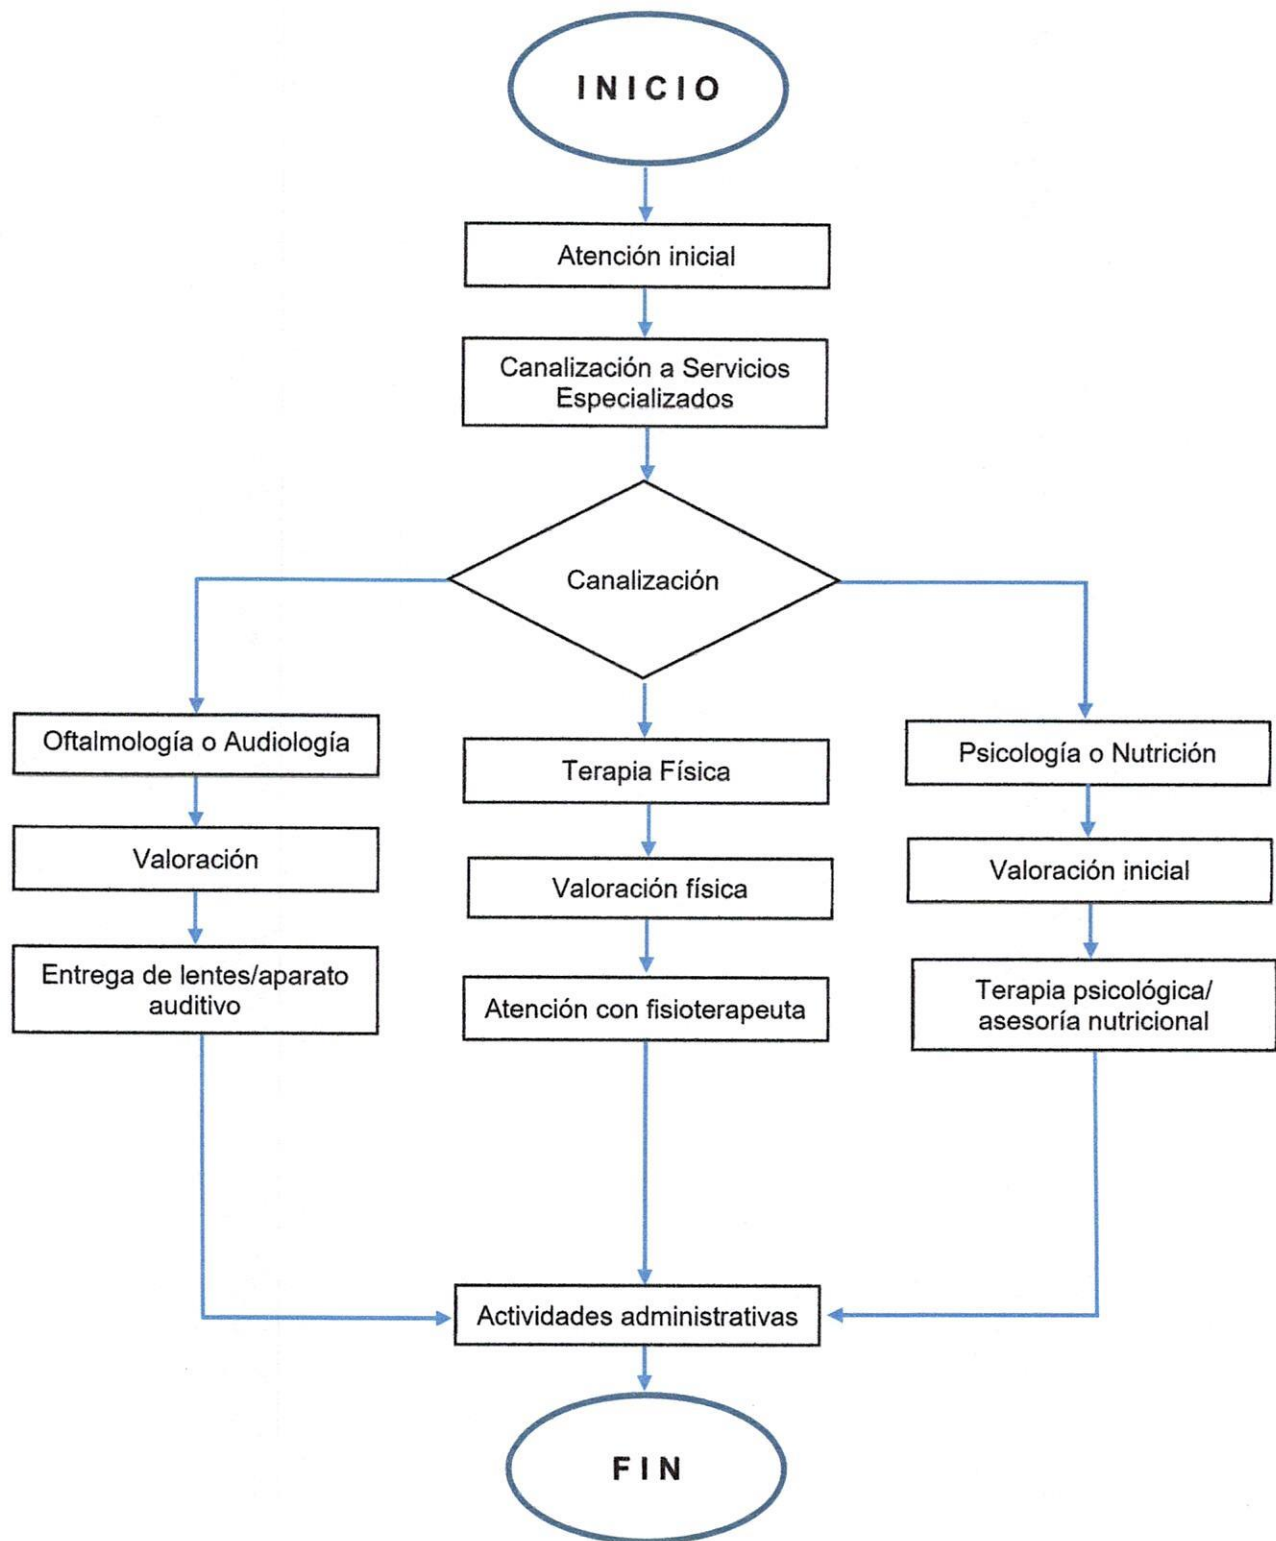 INICIO
Atención inicial
Canalización a Servicios
Especializados
Canalización
Oftalmología o Audiología
Valoración
Entrega de lentes/aparato
auditivo
Terapia Física
Valoración física
Atención con fisioterapeuta
Psicología o Nutrición
Valoración inicial
Terapia psicológica/
asesoría nutricional
Actividades administrativas
FIN